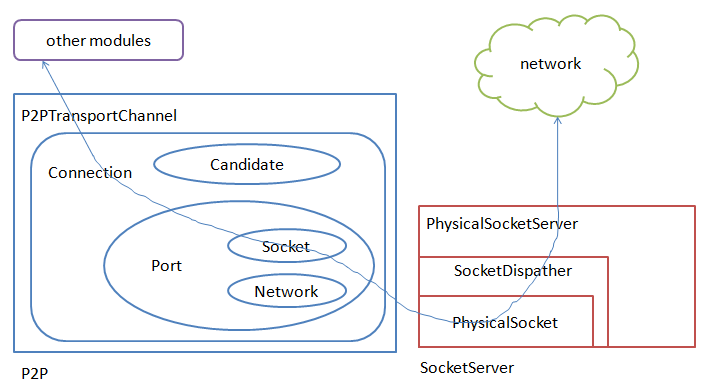 other modules
network
P2PTransportChannel
Connection
Candidate
Port
Socket
Network
P2P
PhysicalSocketServer
SocketDispather
PhysicalSocket
SocketServer